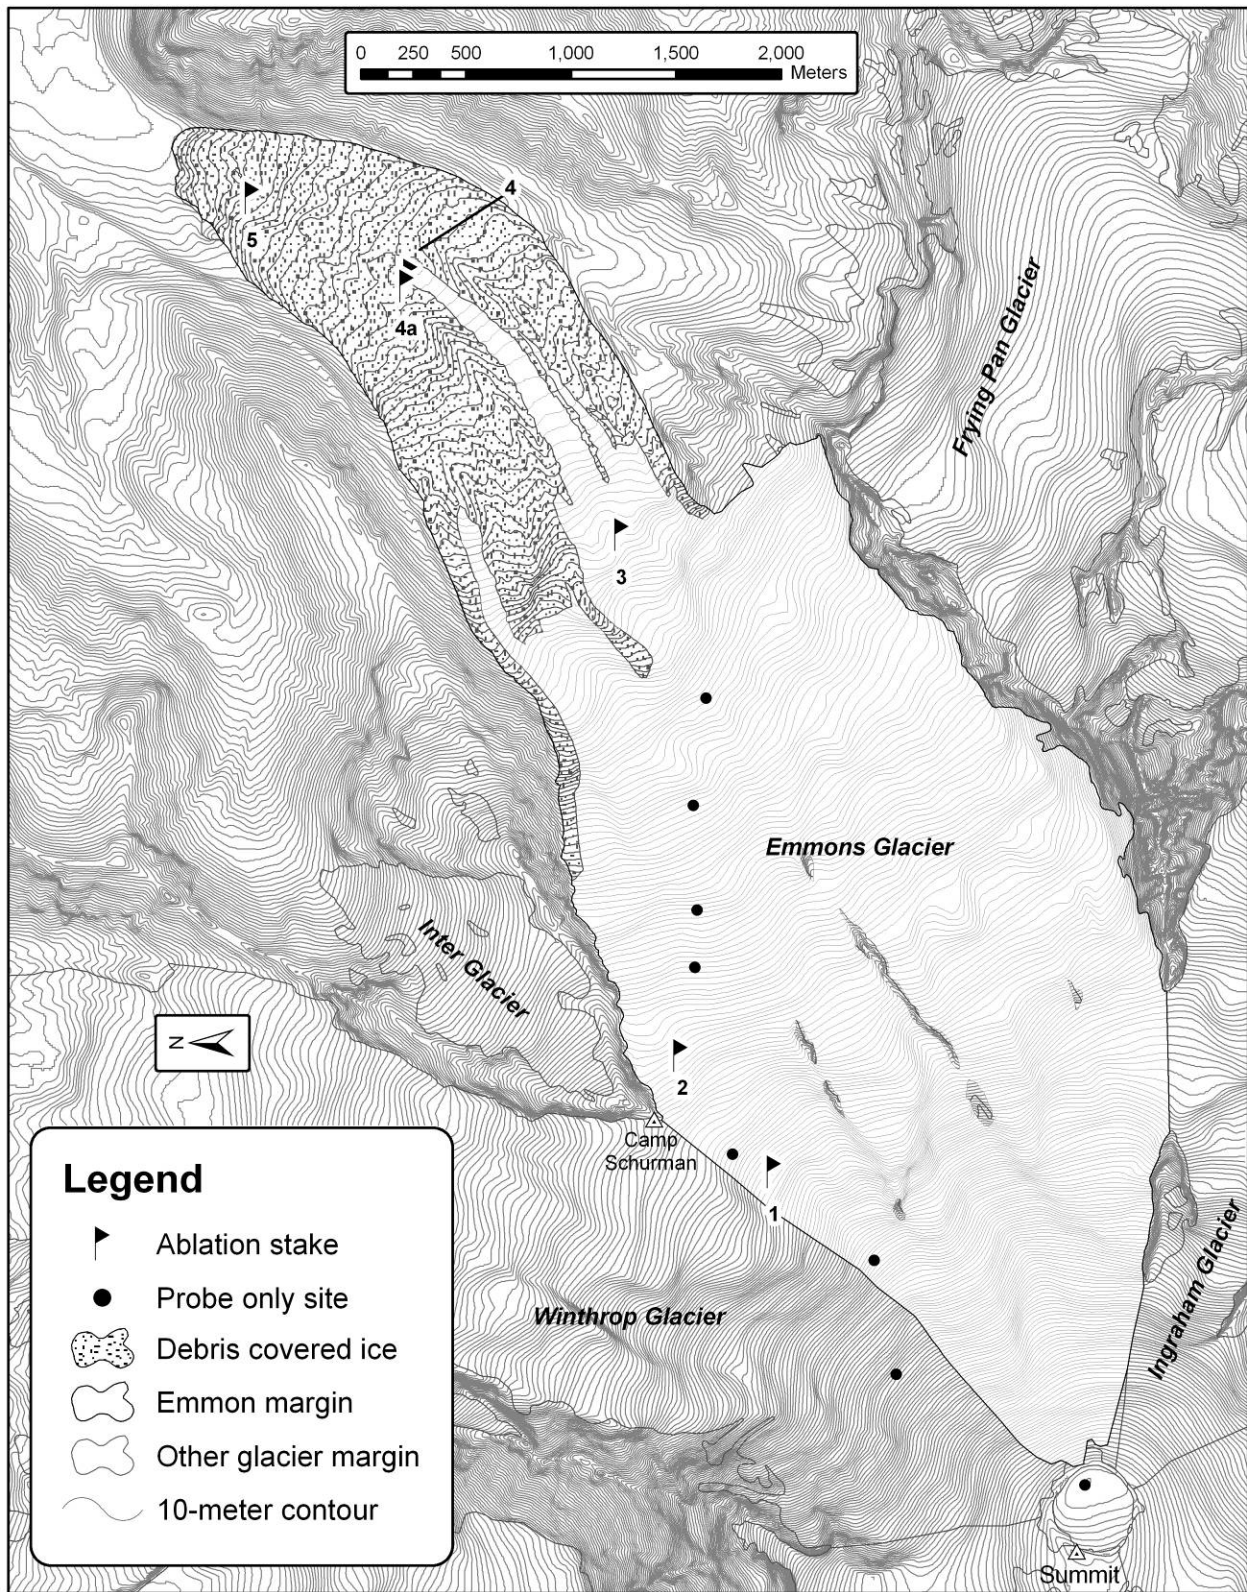 0 250 500 1,000 1,500 2,000
Meters
4
5
4a
Frying Pan Glacier
3
Emmons Glacier
Inter Glacier
N
2
Camp
Schurman
1
Ingraham Glacier
Winthrop Glacier
Legend
Ablation stake
Probe only site
Debris covered ice
Emmon margin
Other glacier margin
10-meter contour
Summit